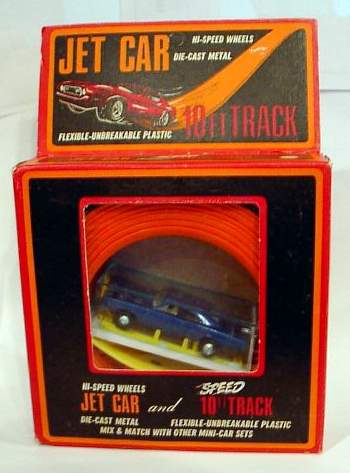 JET CAR
HI-SPEED WHEELS
DIE-CAST METAL
10 FT TRACK
FLEXIBLE-UNBREAKABLE PLASTIC
HI-SPEED WHEELS
JET CAR and SPEED 10 FT TRACK
DIE-CAST METAL FLEXIBLE-UNBREAKABLE PLASTIC
MIX & MATCH WITH OTHER MINI-CAR SETS